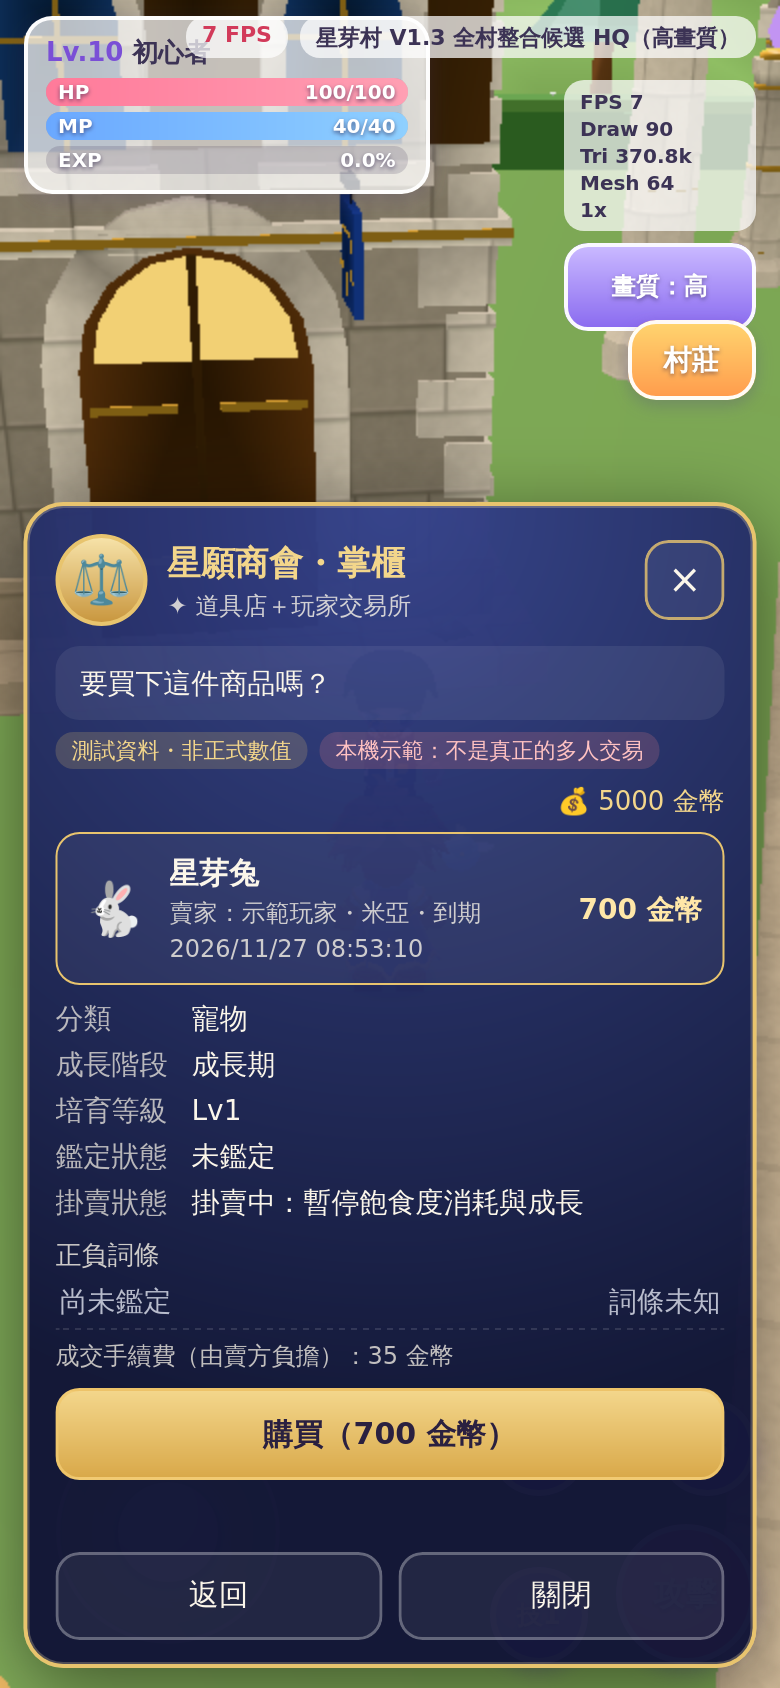 Lv.10 初心者
7 FPS
星芽村 V1.3 全村整合候選 HQ（高畫質）
HP 100/100
MP 40/40
EXP 0.0%
FPS 7
Draw 90
Tri 370.8k
Mesh 64
1x
畫質：高
村莊
星願商會・掌櫃
✦ 道具店＋玩家交易所
×
要買下這件商品嗎？
測試資料・非正式數值
本機示範：不是真正的多人交易
💰 5000 金幣
星芽兔
賣家：示範玩家・米亞・到期
2026/11/27 08:53:10
700 金幣
分類 寵物
成長階段 成長期
培育等級 Lv1
鑑定狀態 未鑑定
掛賣狀態 掛賣中：暫停飽食度消耗與成長
正負詞條
尚未鑑定 詞條未知
成交手續費（由賣方負擔）：35 金幣
購買（700 金幣）
返回
關閉